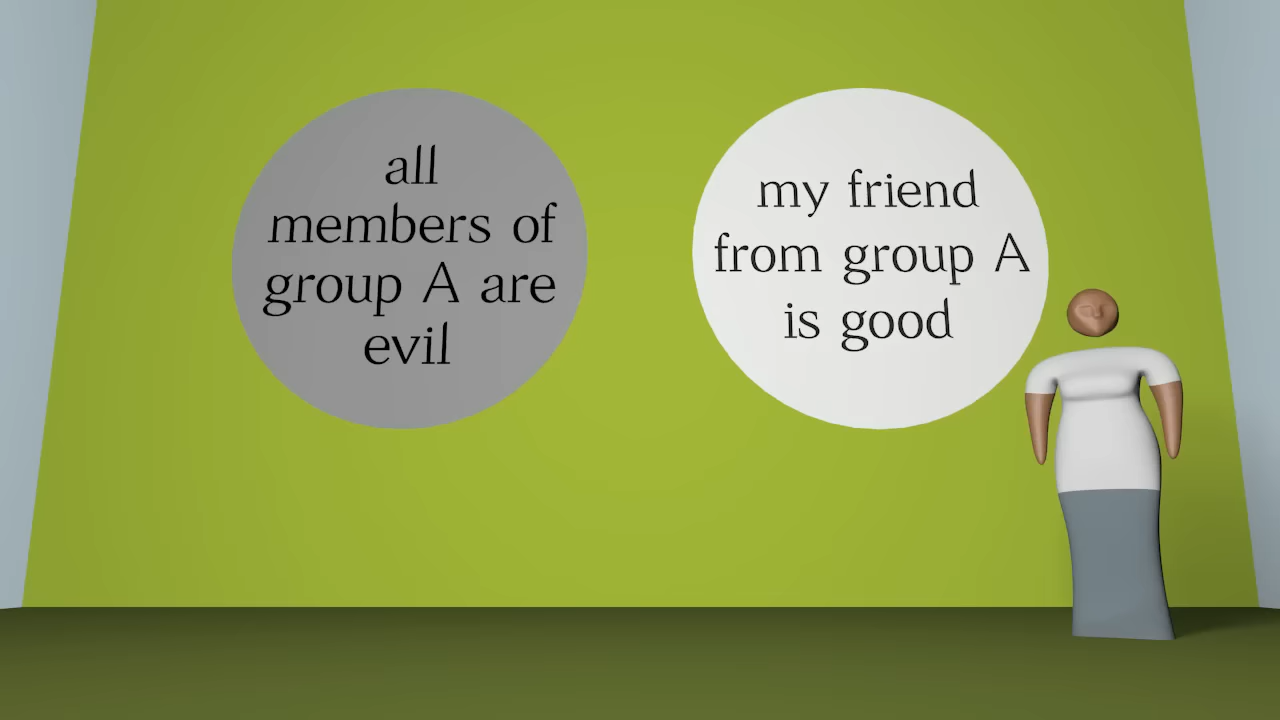 all
members of
group A are
evil
my friend
from group A
is good